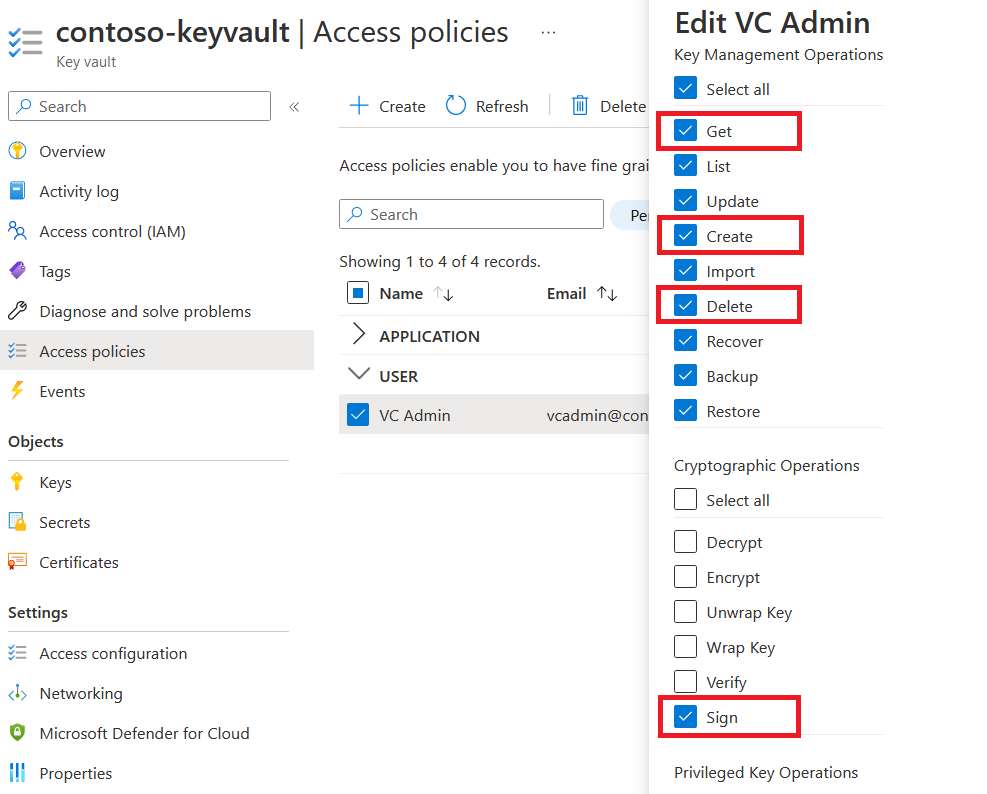 contoso-keyvault | Access policies ...
Key vault
Search
«
Overview
Activity log
Access control (IAM)
Tags
Diagnose and solve problems
Access policies
Events
Objects
Keys
Secrets
Certificates
Settings
Access configuration
Networking
Microsoft Defender for Cloud
Properties
Create Refresh Delete
Access policies enable you to have fine grai
Search Pe
Showing 1 to 4 of 4 records.
Name ↑↓ Email ↑↓
APPLICATION
USER
VC Admin vcadmin@con
Edit VC Admin
Key Management Operations
Select all
Get
List
Update
Create
Import
Delete
Recover
Backup
Restore
Cryptographic Operations
Select all
Decrypt
Encrypt
Unwrap Key
Wrap Key
Verify
Sign
Privileged Key Operations